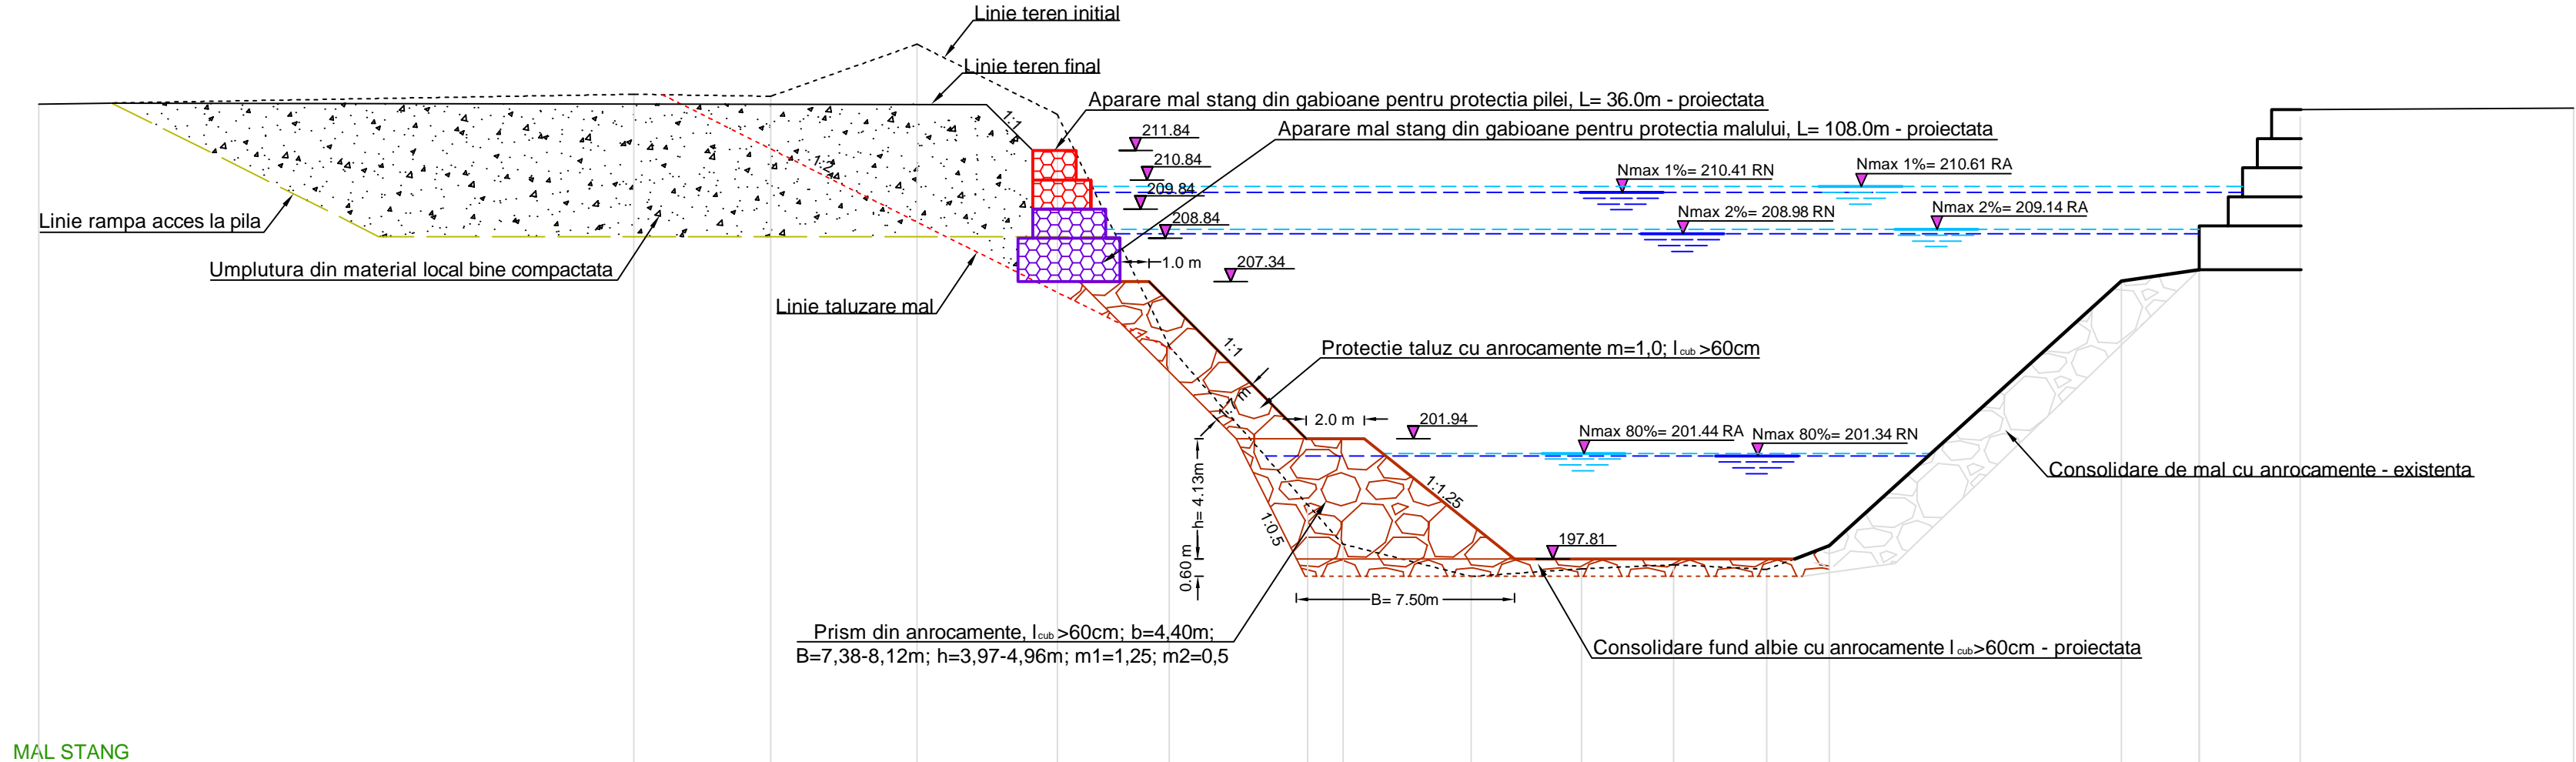 Linie teren initial
Linie teren final
Aparare mal stang din gabioane pentru protectia pilei, L= 36.0m - proiectata
1:1
211.84
Aparare mal stang din gabioane pentru protectia malului, L= 108.0m - proiectata
1:2
210.84
Nmax 1%= 210.41 RN
Nmax 1%= 210.61 RA
209.84
Linie rampa acces la pila
208.84
Nmax 2%= 208.98 RN
Nmax 2%= 209.14 RA
Umplutura din material local bine compactata
1.0 m
207.34
Linie taluzare mal
1:1
Protectie taluz cu anrocamente m=1,0; l cub >60cm
2.0 m
201.94
Nmax 80%= 201.44 RA
Nmax 80%= 201.34 RN
Consolidare de mal cu anrocamente - existenta
h= 4.13m
1:1.25
1:0.5
197.81
0.60 m
B= 7.50m
Prism din anrocamente, l cub >60cm; b=4,40m;
B=7,38-8,12m; h=3,97-4,96m; m1=1,25; m2=0,5
Consolidare fund albie cu anrocamente l cub>60cm - proiectata
MAL STANG